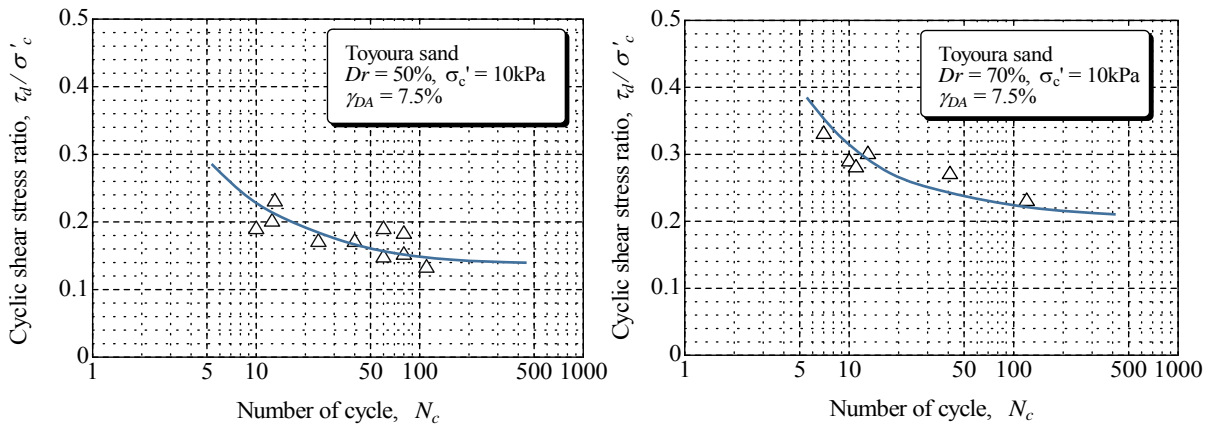 0.5
0.4
0.3
0.2
0.1
0
1 5 10 50 100 500 1000
Cyclic shear stress ratio, τd / σ'c
Number of cycle, Nc
Toyoura sand
Dr = 50%, σc' = 10kPa
γDA = 7.5%
0.5
0.4
0.3
0.2
0.1
0
1 5 10 50 100 500 1000
Cyclic shear stress ratio, τd / σ'c
Number of cycle, Nc
Toyoura sand
Dr = 70%, σc' = 10kPa
γDA = 7.5%